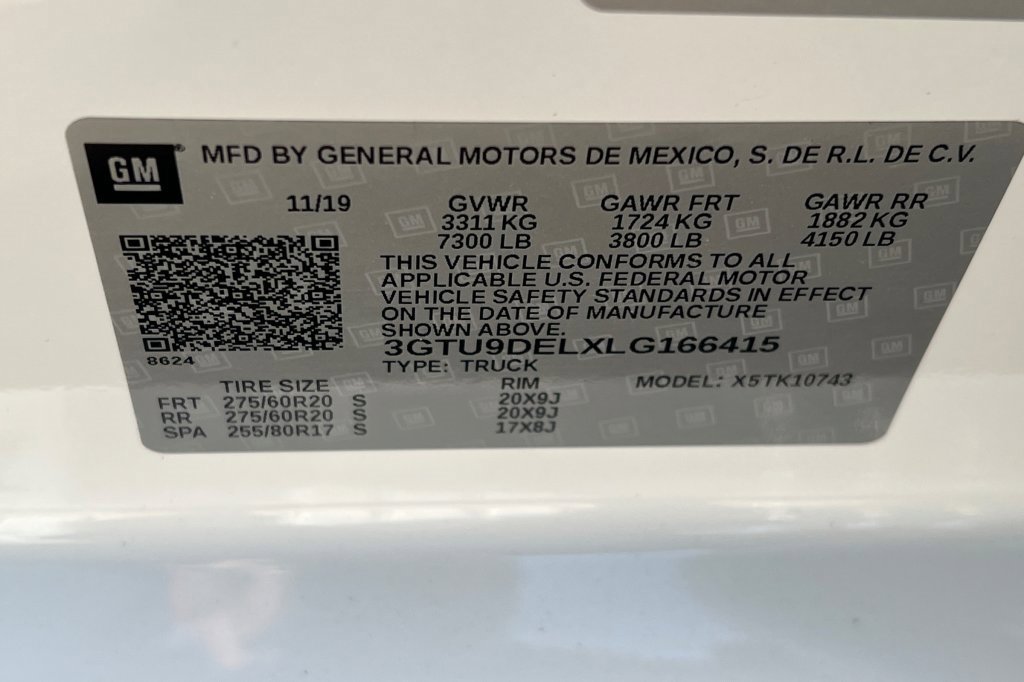 GM MFD BY GENERAL MOTORS DE MEXICO, S. DE R.L. DE C.V.
11/19 GVWR GAWR FRT GAWR RR
3311 KG 1724 KG 1882 KG
7300 LB 3800 LB 4150 LB
THIS VEHICLE CONFORMS TO ALL
APPLICABLE U.S. FEDERAL MOTOR
VEHICLE SAFETY STANDARDS IN EFFECT
ON THE DATE OF MANUFACTURE
SHOWN ABOVE.
8624 3GTU9DELXLG166415
TYPE: TRUCK
TIRE SIZE RIM MODEL: X5TK10743
FRT 275/60R20 S 20X9J
RR 275/60R20 S 20X9J
SPA 255/80R17 S 17X8J